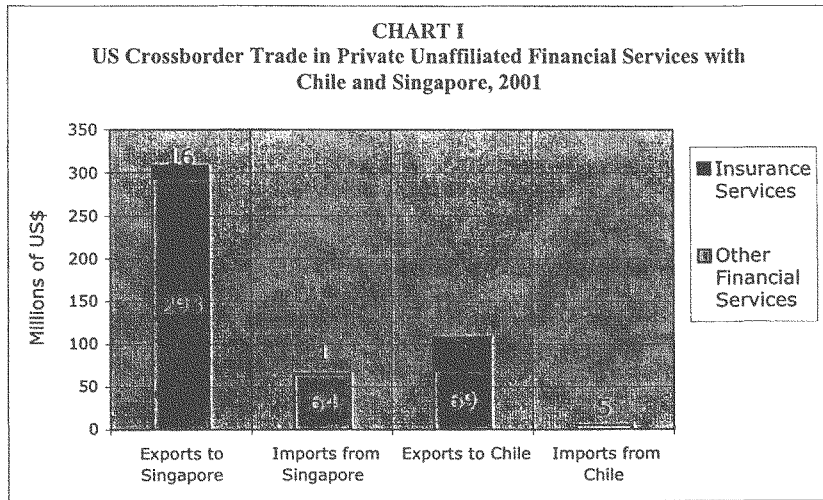 CHART I
US Crossborder Trade in Private Unaffiliated Financial Services with
Chile and Singapore, 2001
Millions of US$
350
300
250
200
150
100
50
0
16
293
1
64
69
5
Exports to
Singapore
Imports from
Singapore
Exports to Chile
Imports from
Chile
Insurance
Services
Other
Financial
Services